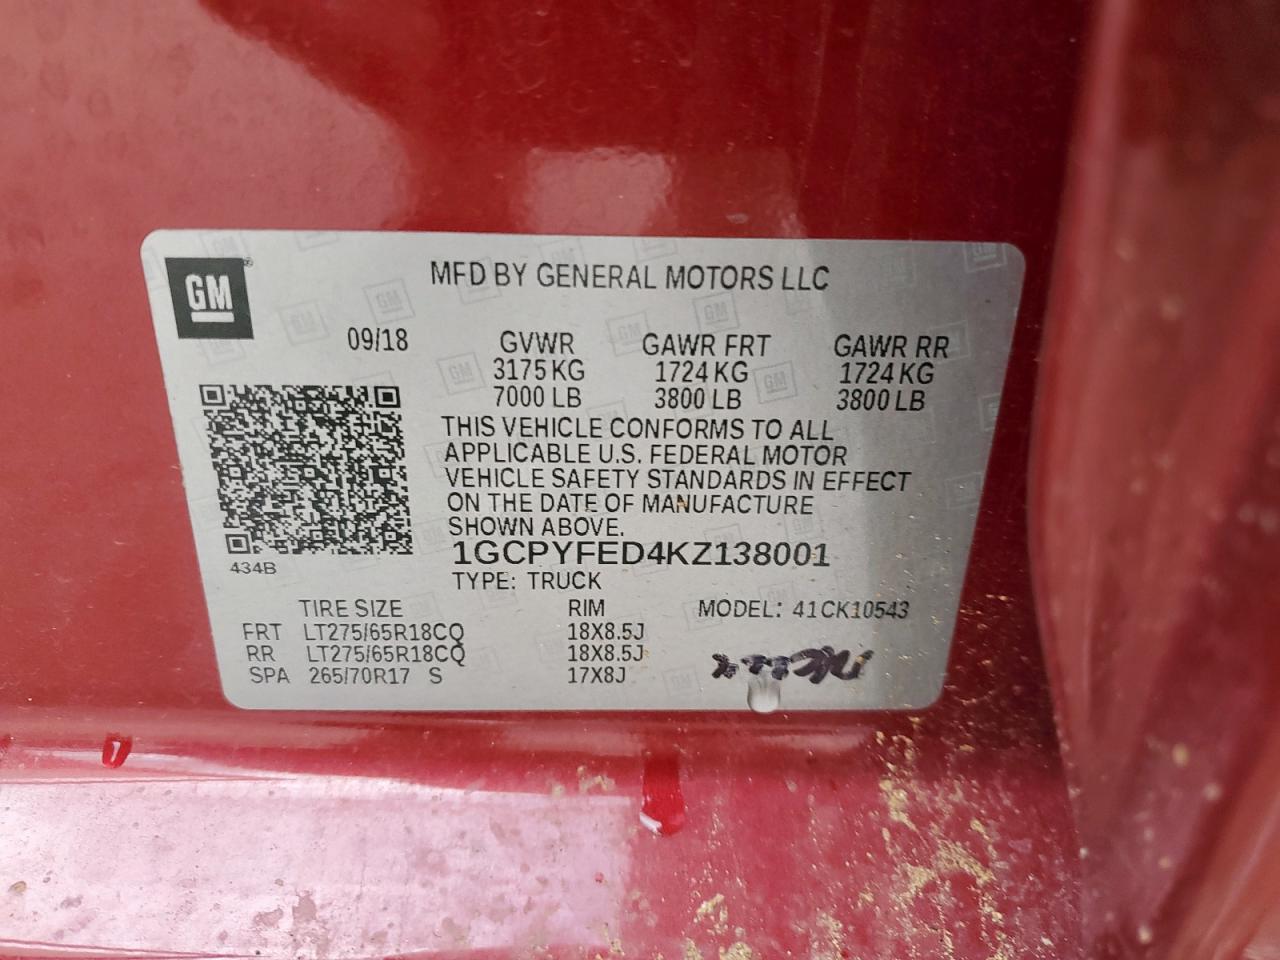 GM
MFD BY GENERAL MOTORS LLC
09/18
GVWR GAWR FRT GAWR RR
3175 KG 1724 KG 1724 KG
7000 LB 3800 LB 3800 LB
THIS VEHICLE CONFORMS TO ALL
APPLICABLE U.S. FEDERAL MOTOR
VEHICLE SAFETY STANDARDS IN EFFECT
ON THE DATE OF MANUFACTURE
SHOWN ABOVE.
1GCPYFED4KZ138001
434B
TYPE: TRUCK
TIRE SIZE RIM MODEL: 41CK10543
FRT LT275/65R18CQ 18X8.5J
RR LT275/65R18CQ 18X8.5J
SPA 265/70R17 S 17X8J